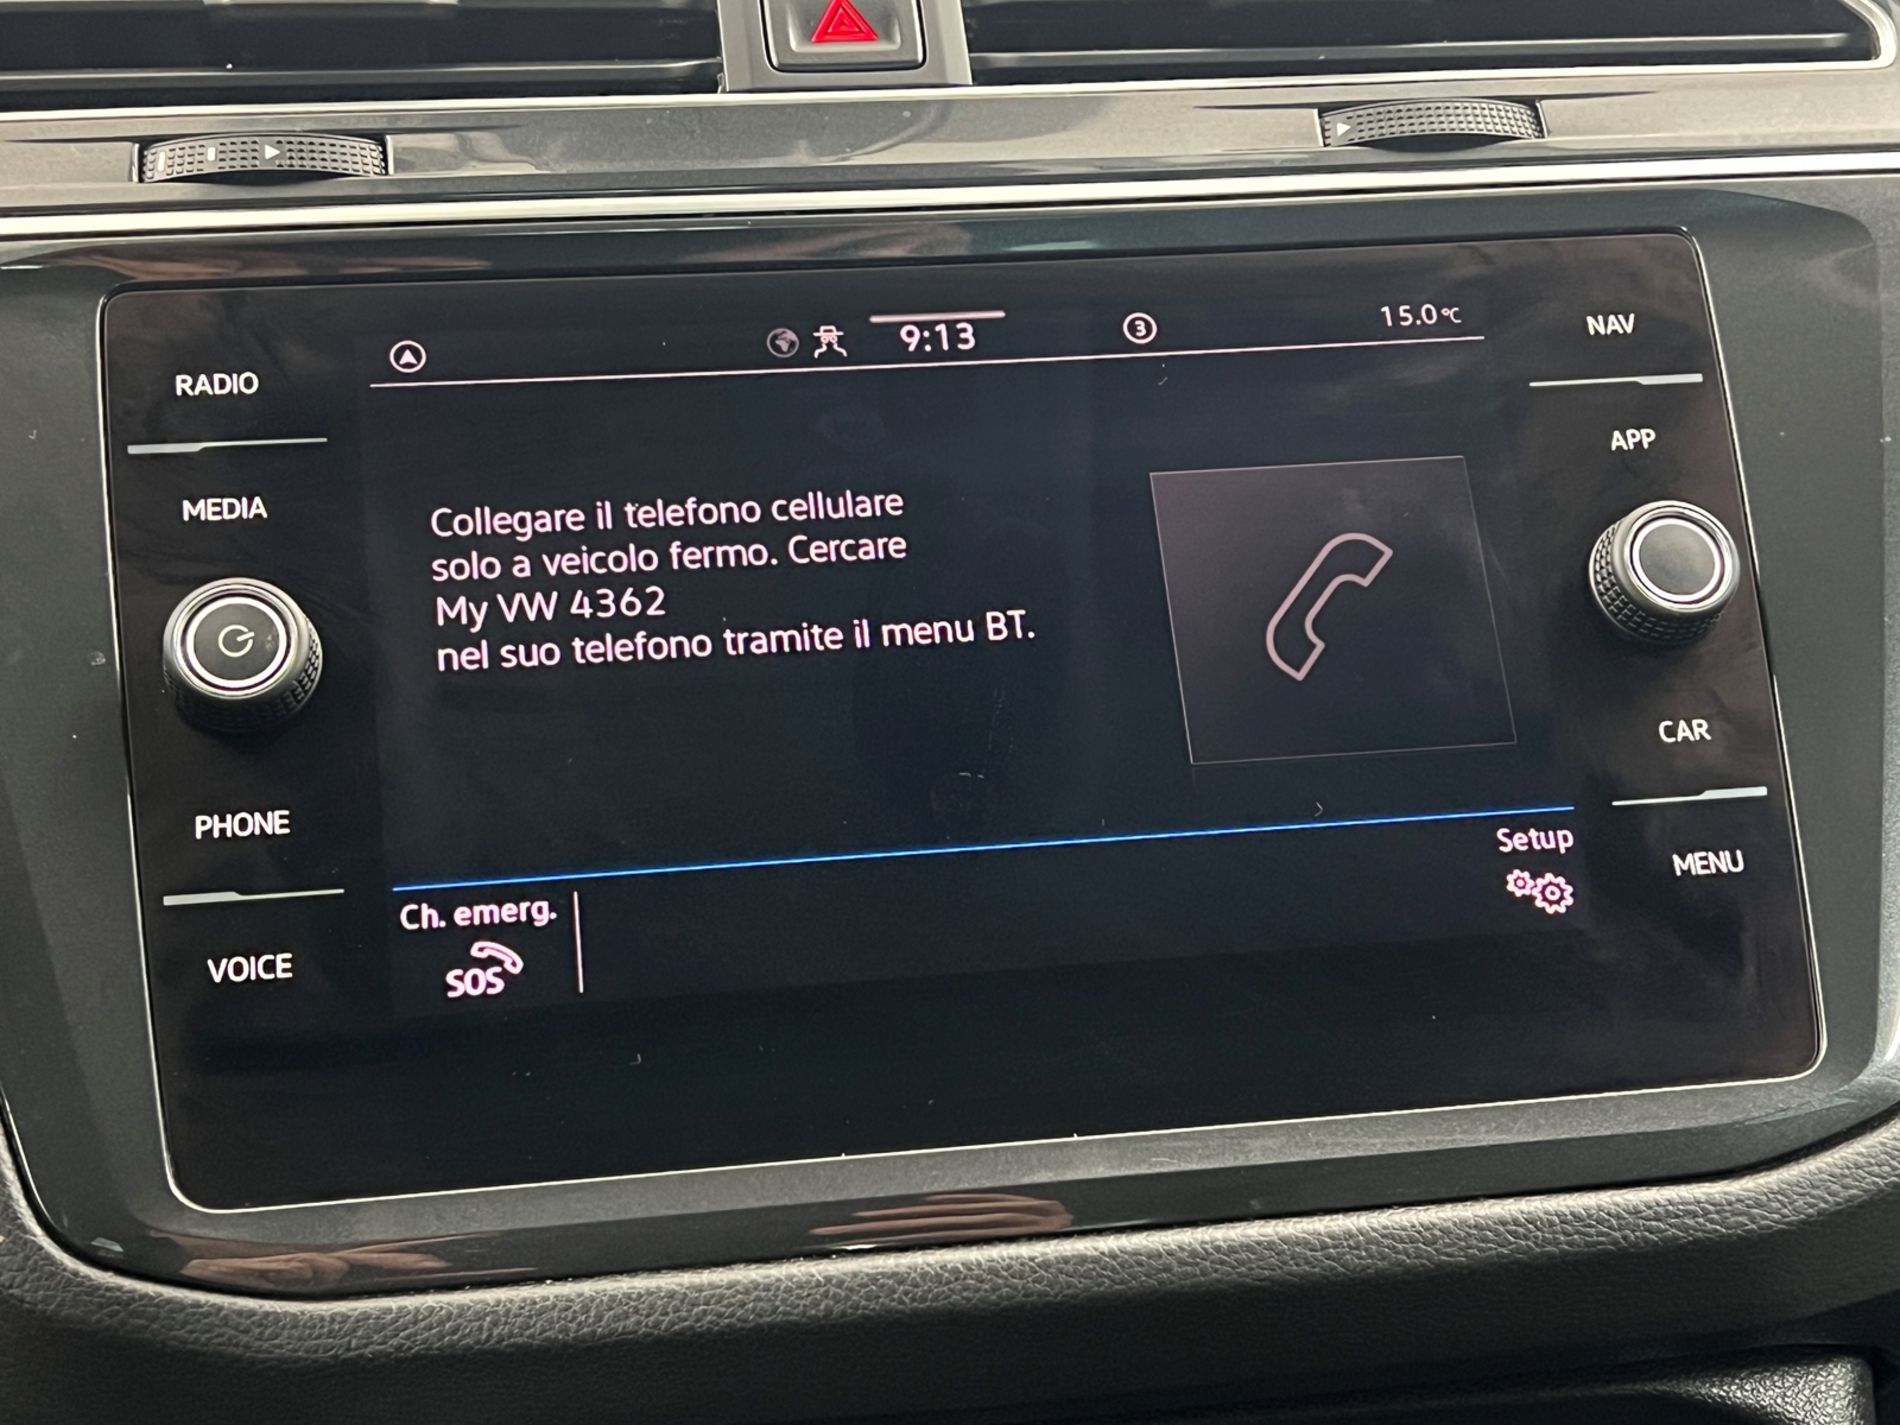 9:13
3
15.0°C
RADIO
MEDIA
PHONE
VOICE
Collegare il telefono cellulare
solo a veicolo fermo. Cercare
My VW 4362
nel suo telefono tramite il menu BT.
Ch. emerg.
SOS
Setup
NAV
APP
CAR
MENU